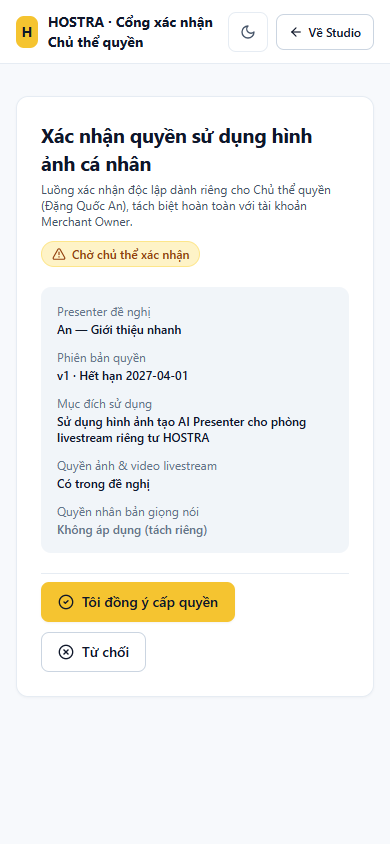 H
HOSTRA · Cổng xác nhận
Chủ thể quyền
Về Studio
Xác nhận quyền sử dụng hình
ảnh cá nhân
Luồng xác nhận độc lập dành riêng cho Chủ thể quyền
(Đặng Quốc An), tách biệt hoàn toàn với tài khoản
Merchant Owner.
Chờ chủ thể xác nhận
Presenter đề nghị
An — Giới thiệu nhanh
Phiên bản quyền
v1 · Hết hạn 2027-04-01
Mục đích sử dụng
Sử dụng hình ảnh tạo AI Presenter cho phòng
livestream riêng tư HOSTRA
Quyền ảnh & video livestream
Có trong đề nghị
Quyền nhân bản giọng nói
Không áp dụng (tách riêng)
Tôi đồng ý cấp quyền
Từ chối